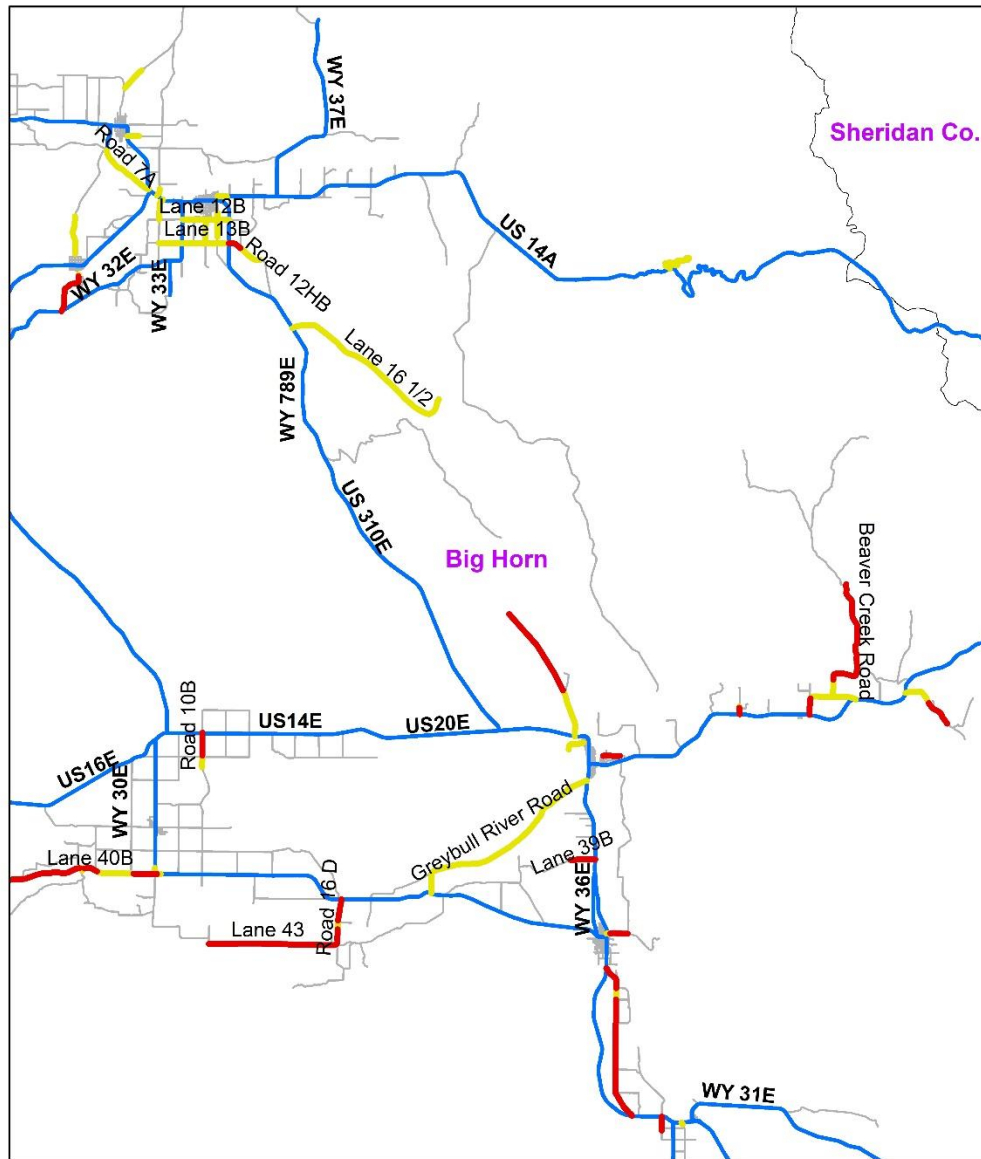 WY 37E
Sheridan Co.
Road 7A
Lane 12B
Lane 13B
Road 12HB
US 14A
WY 32E
WY 33E
Lane 16 1/2
WY 789E
US 310E
Big Horn
Beaver Creek Road
Road 10B
US14E
US20E
US16E
WY 30E
Greybull River Road
Lane 40B
Lane 39B
Road 16 D
WY 36E
Lane 43
WY 31E